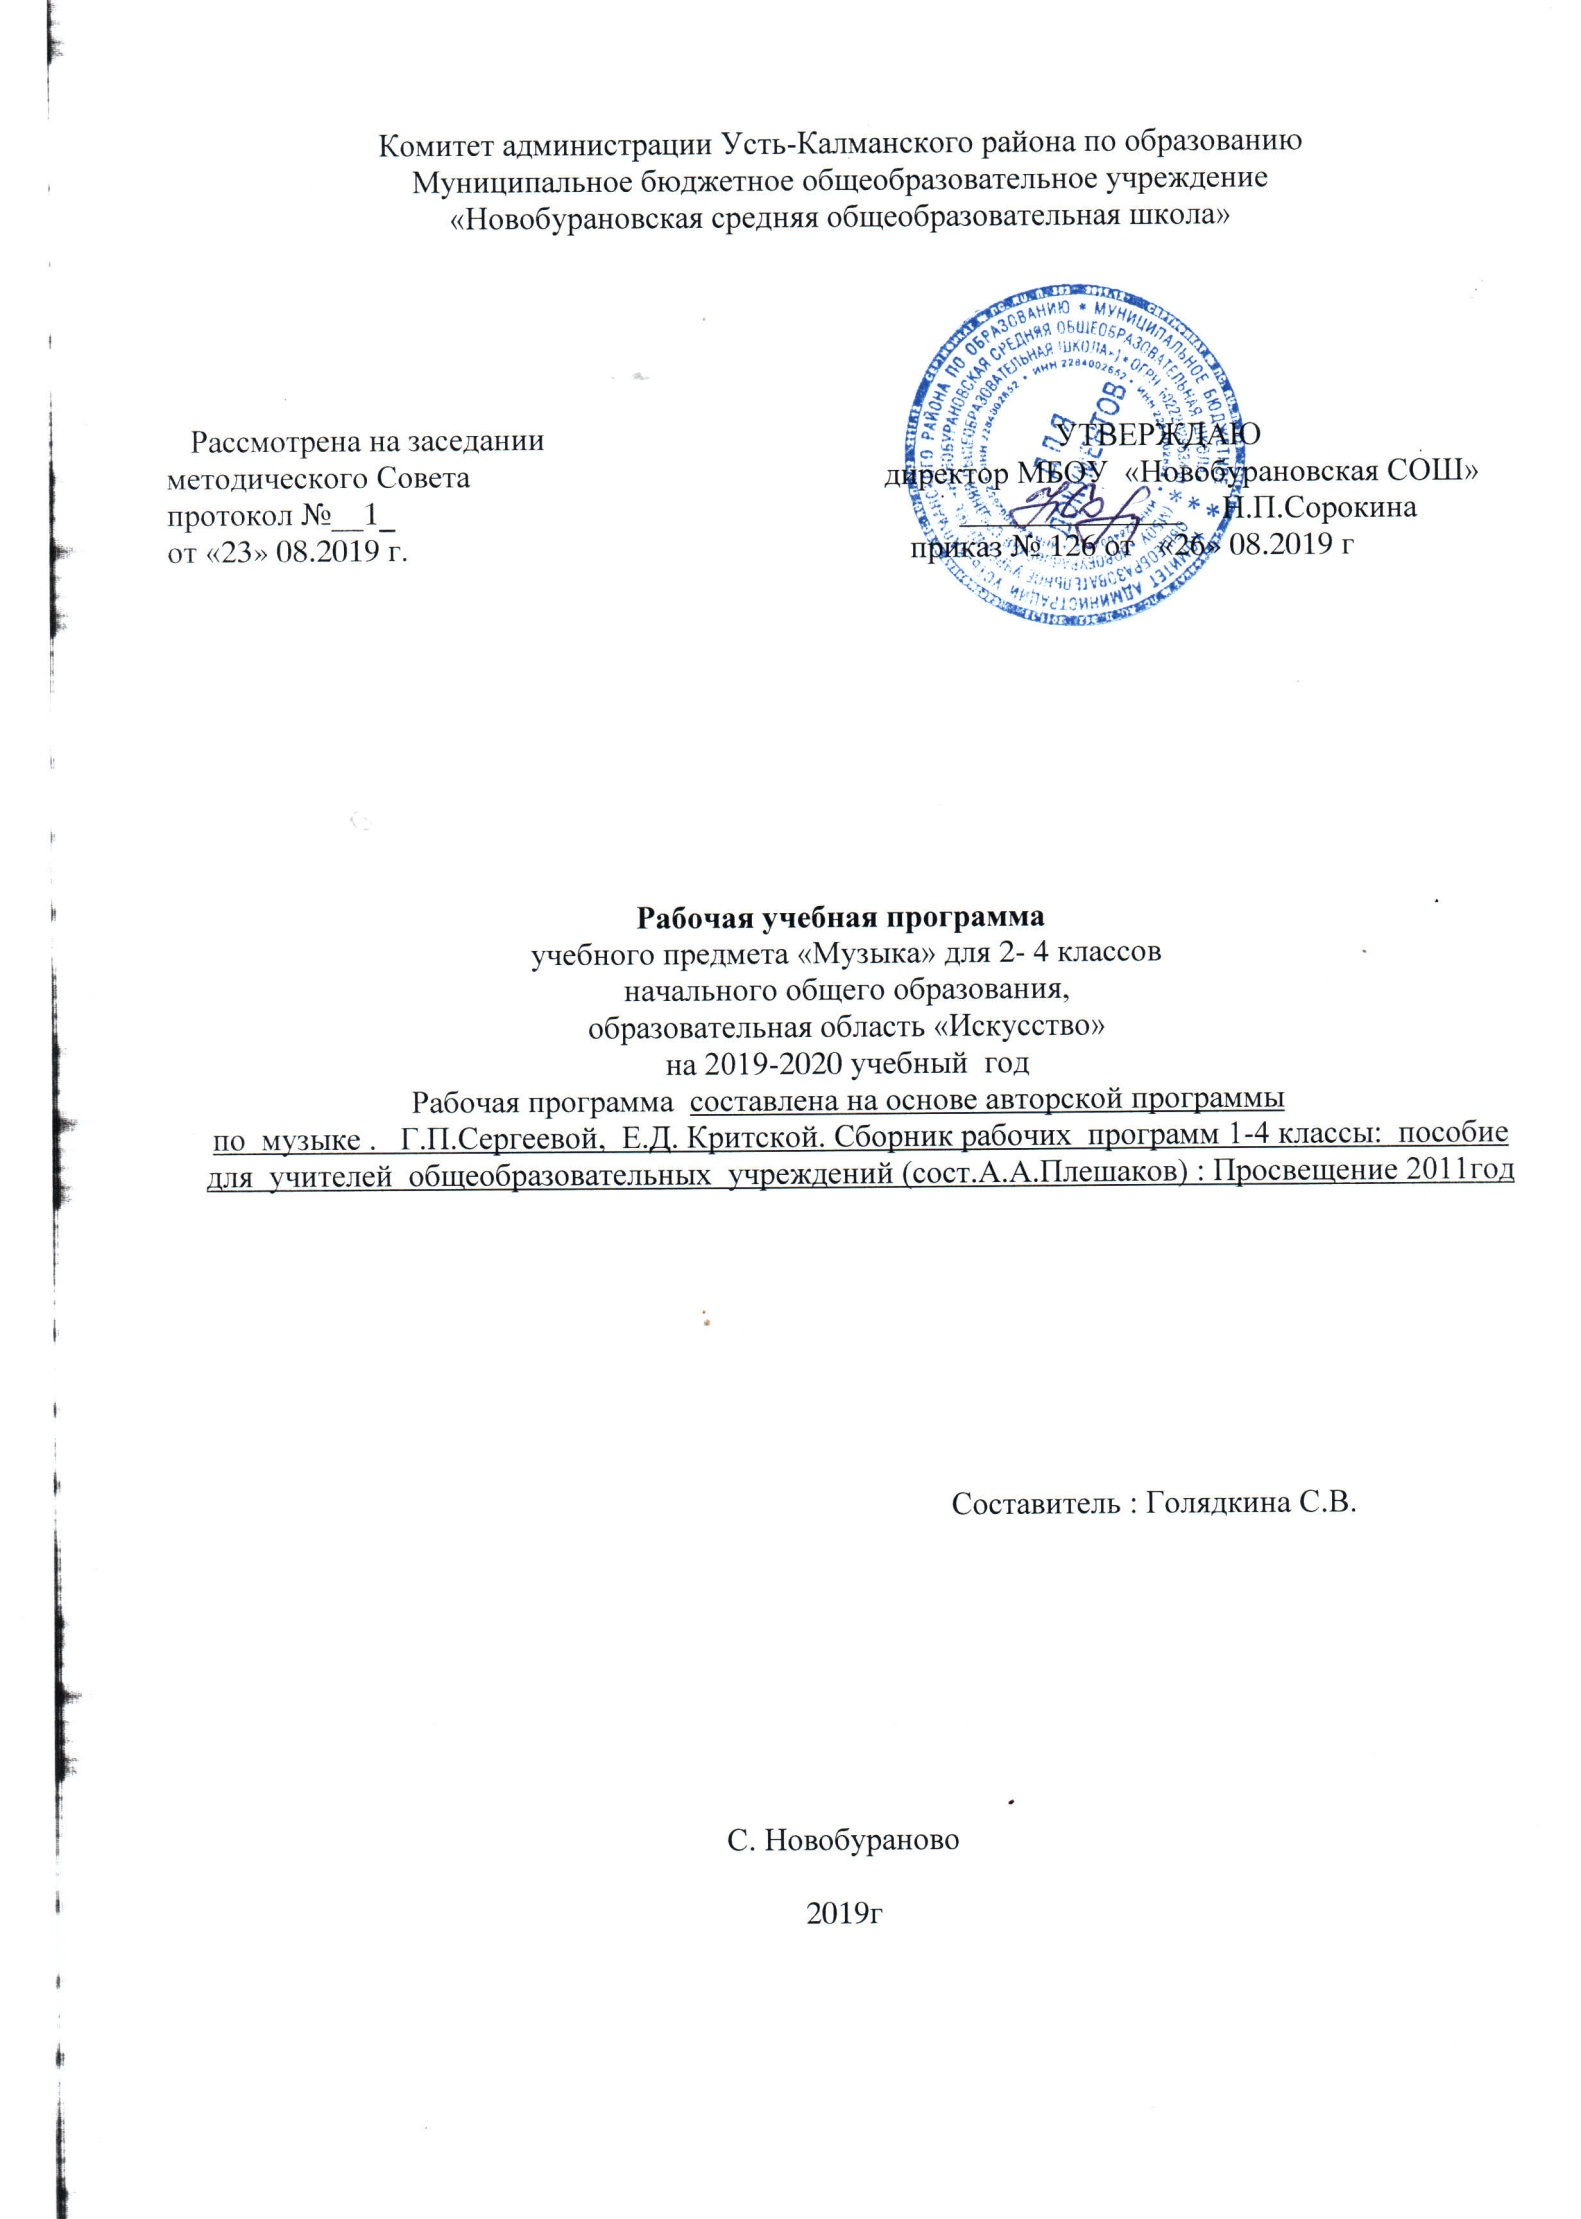 Комитет администрации Усть-Калманского района по образованию
Муниципальное бюджетное общеобразовательное учреждение
«Новобурановская средняя общеобразовательная школа»
Рассмотрена на заседании
методического Совета
протокол №__1_
от «23» 08.2019 г.
УТВЕРЖДАЮ
директор МБОУ «Новобурановская СОШ»
Н.П.Сорокина
приказ № 126 от «26» 08.2019 г
ДЛЯ
ДОКУМЕНТОВ
Рабочая учебная программа
учебного предмета «Музыка» для 2- 4 классов
начального общего образования,
образовательная область «Искусство»
на 2019-2020 учебный год
Рабочая программа составлена на основе авторской программы
по музыке . Г.П.Сергеевой, Е.Д. Критской. Сборник рабочих программ 1-4 классы: пособие
для учителей общеобразовательных учреждений (сост.А.А.Плешаков) : Просвещение 2011год
Составитель : Голядкина С.В.
С. Новобураново
2019г